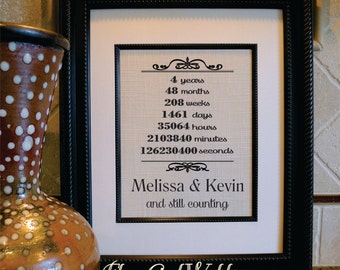 4 years
48 months
208 weeks
1461 days
35064 hours
2103840 minutes
126230400 seconds
Melissa & Kevin
and still counting